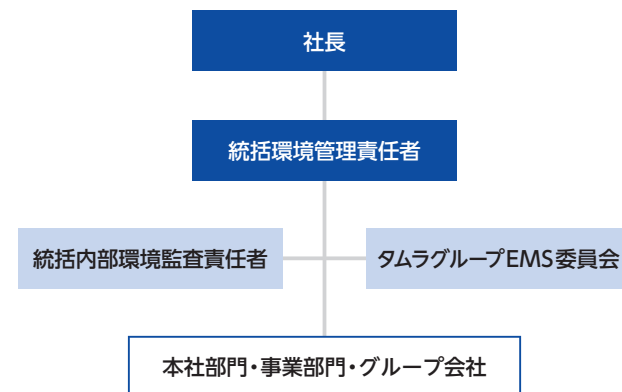 社長
統括環境管理責任者
統括内部環境監査責任者
タムラグループEMS委員会
本社部門・事業部門・グループ会社